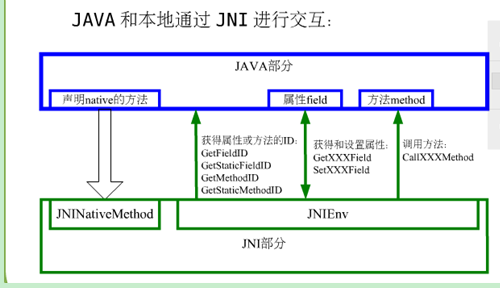 JAVA 和本地通过 JNI 进行交互：
JAVA部分
声明native的方法
属性field
方法method
获得属性或方法的ID：
GetFieldID
GetStaticFieldID
GetMethodID
GetStaticMethodID
获得和设置属性：
GetXXXField
SetXXXField
调用方法：
CallXXXMethod
JNINativeMethod
JNIEnv
JNI部分